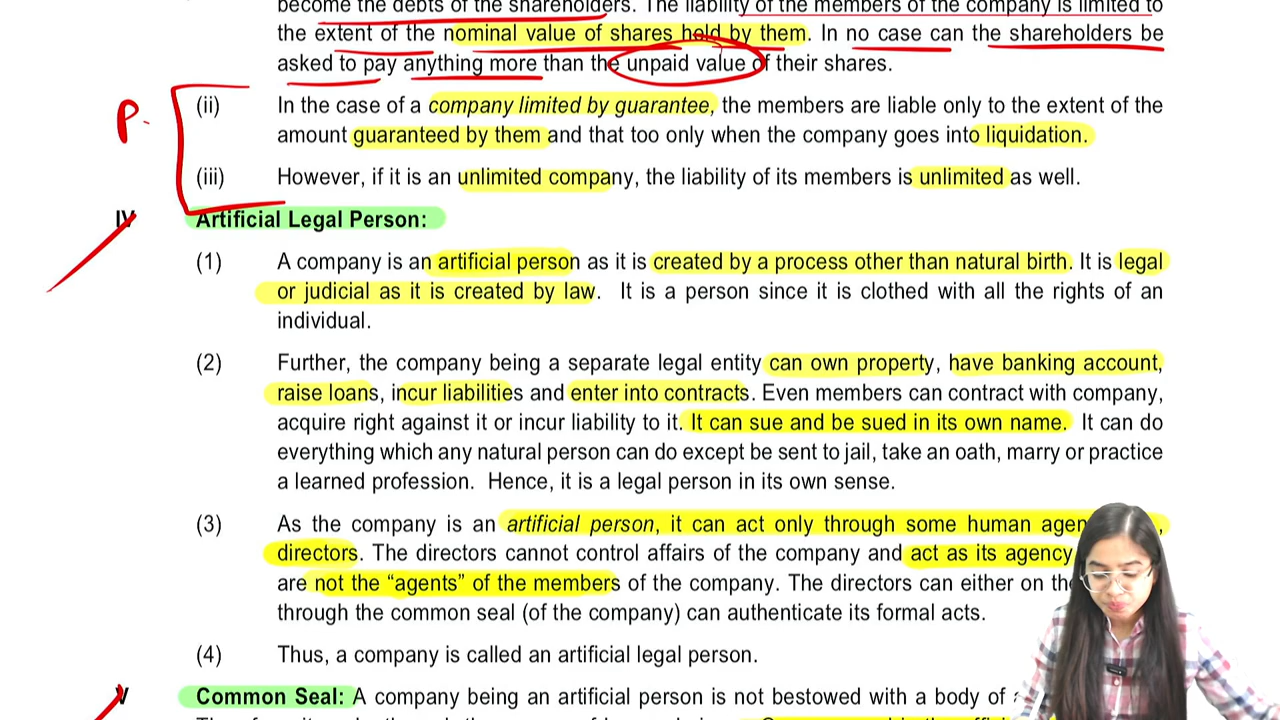 become the debts of the shareholders. The liability of the members of the company is limited to
the extent of the nominal value of shares held by them. In no case can the shareholders be
asked to pay anything more than the unpaid value of their shares.
P.
(ii) In the case of a company limited by guarantee, the members are liable only to the extent of the
amount guaranteed by them and that too only when the company goes into liquidation.
(iii) However, if it is an unlimited company, the liability of its members is unlimited as well.
IV Artificial Legal Person:
(1) A company is an artificial person as it is created by a process other than natural birth. It is legal
or judicial as it is created by law. It is a person since it is clothed with all the rights of an
individual.
(2) Further, the company being a separate legal entity can own property, have banking account,
raise loans, incur liabilities and enter into contracts. Even members can contract with company,
acquire right against it or incur liability to it. It can sue and be sued in its own name. It can do
everything which any natural person can do except be sent to jail, take an oath, marry or practice
a learned profession. Hence, it is a legal person in its own sense.
(3) As the company is an artificial person, it can act only through some human
directors. The directors cannot control affairs of the company and act as its agency
are not the “agents” of the members of the company. The directors can either on
through the common seal (of the company) can authenticate its formal acts.
(4) Thus, a company is called an artificial legal person.
V Common Seal: A company being an artificial person is not bestowed with a body of